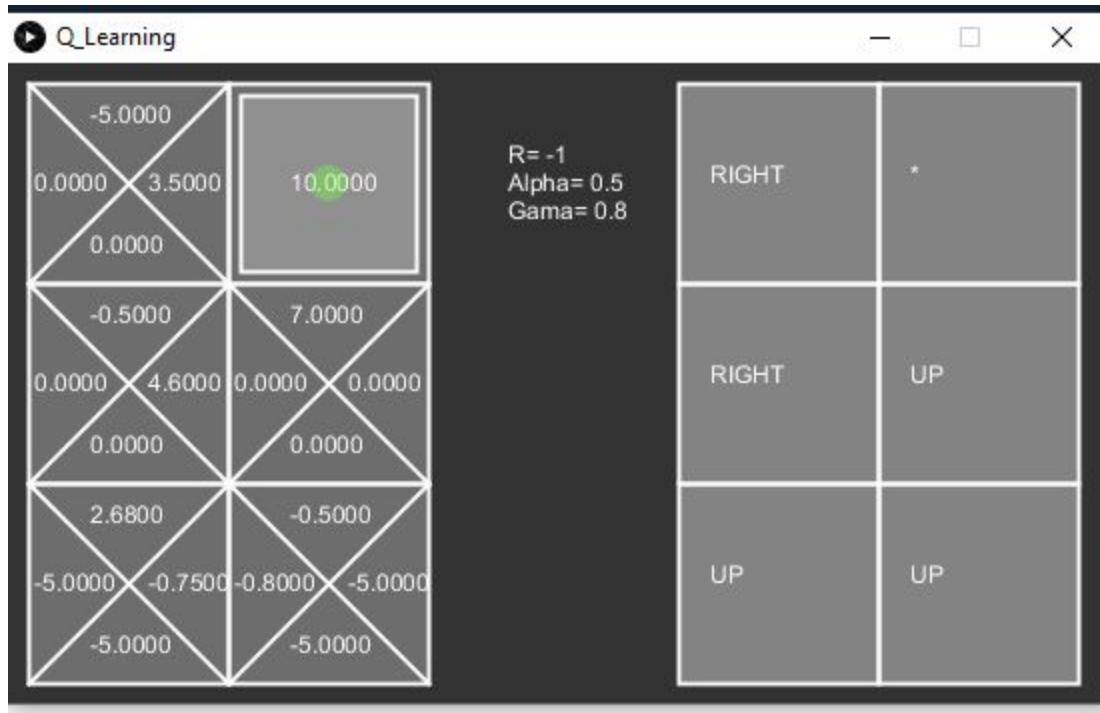 Q_Learning
-5.0000
0.0000 3.5000
0.0000
10.0000
-0.5000
0.0000 4.6000
0.0000
7.0000
0.0000 0.0000
0.0000
2.6800
-5.0000 -0.7500
-5.0000
-0.5000
-0.8000 -5.0000
-5.0000
R= -1
Alpha= 0.5
Gama= 0.8
RIGHT *
RIGHT UP
UP UP